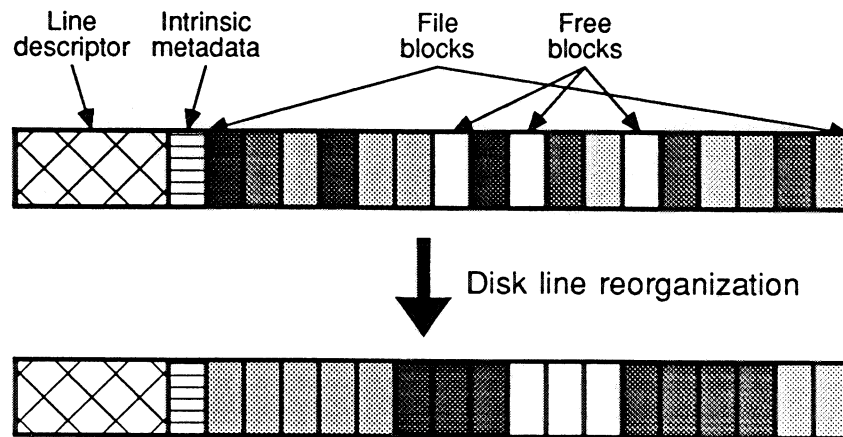 Line
descriptor
Intrinsic
metadata
File
blocks
Free
blocks
Disk line reorganization